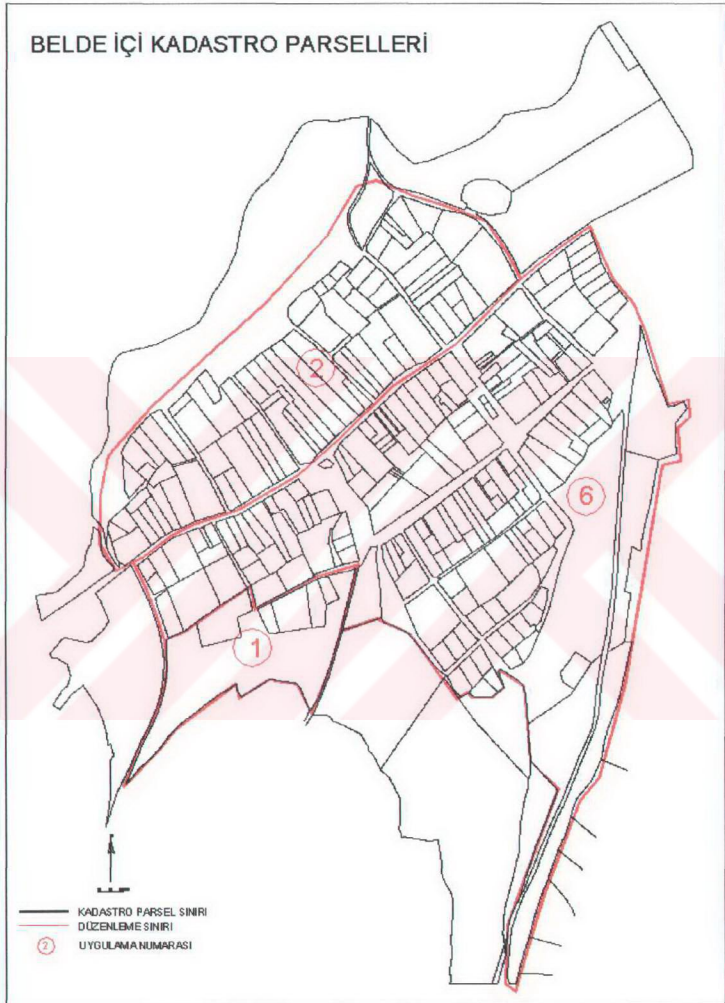 BELDE İÇİ KADASTRO PARSELLERİ
2
6
1
KADASTRO PARSEL SINIRI
DÜZENLEME SINIRI
2 UYGULAMA NUMARASI